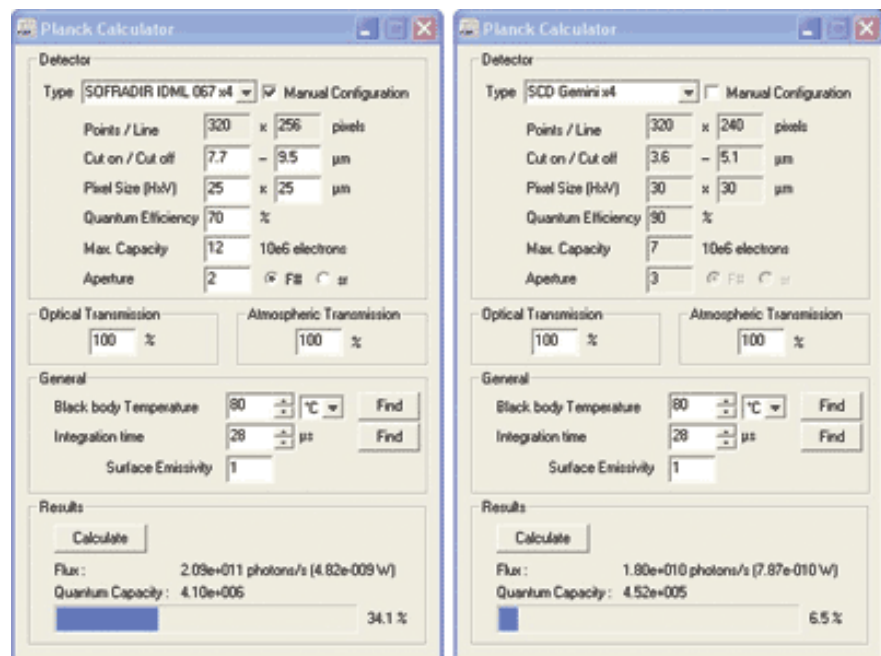 Planck Calculator
Detector
Type SOFRADIR IDML 067 x4 Manual Configuration
Points / Line 320 x 256 pixels
Cut on / Cut off 7.7 - 9.5 µm
Pixel Size (HxV) 25 x 25 µm
Quantum Efficiency 70 %
Max. Capacity 12 10e6 electrons
Aperture 2 F# sr
Optical Transmission
100 %
Atmospheric Transmission
100 %
General
Black body Temperature 80 °C Find
Integration time 28 µs Find
Surface Emissivity 1
Results
Calculate
Flux : 2.09e+011 photons/s (4.82e-009 W)
Quantum Capacity : 4.10e+006
34.1 %
Planck Calculator
Detector
Type SCD Gemini x4 Manual Configuration
Points / Line 320 x 240 pixels
Cut on / Cut off 3.6 - 5.1 µm
Pixel Size (HxV) 30 x 30 µm
Quantum Efficiency 90 %
Max. Capacity 7 10e6 electrons
Aperture 3 F# sr
Optical Transmission
100 %
Atmospheric Transmission
100 %
General
Black body Temperature 80 °C Find
Integration time 28 µs Find
Surface Emissivity 1
Results
Calculate
Flux : 1.80e+010 photons/s (7.87e-010 W)
Quantum Capacity : 4.52e+005
6.5 %